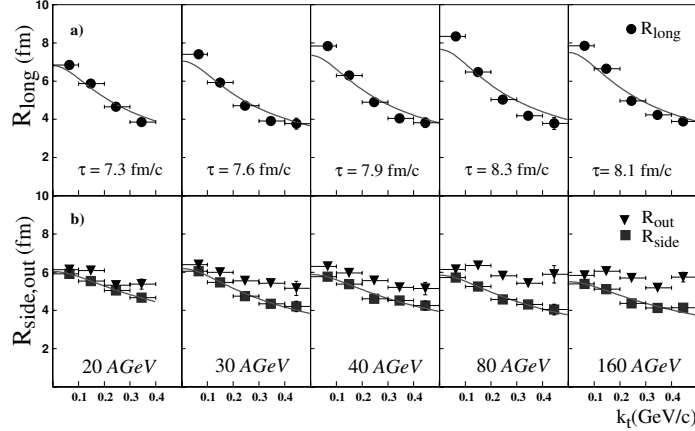 10
a)
R_long
8
6
4
2
R_long (fm)
τ = 7.3 fm/c
τ = 7.6 fm/c
τ = 7.9 fm/c
τ = 8.3 fm/c
τ= 8.1 fm/c
10
b)
R_out
R_side
8
6
4
2
R_side,out (fm)
20 AGeV
30 AGeV
40 AGeV
80 AGeV
160 AGeV
0.1 0.2 0.3 0.4 0.1 0.2 0.3 0.4 0.1 0.2 0.3 0.4 0.1 0.2 0.3 0.4 0.1 0.2 0.3 0.4
k_t(GeV/c)